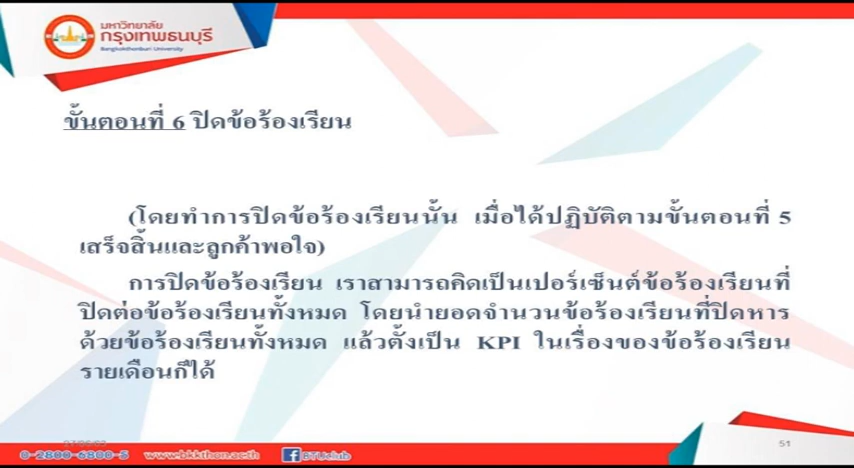 มหาวิทยาลัย
กรุงเทพธนบุรี
Bangkokthonburi University
ขั้นตอนที่ 6 ปิดข้อร้องเรียน
(โดยทำการปิดข้อร้องเรียนนั้น เมื่อได้ปฏิบัติตามขั้นตอนที่ 5
เสร็จสิ้นและลูกค้าพอใจ)
การปิดข้อร้องเรียน เราสามารถคิดเป็นเปอร์เซ็นต์ข้อร้องเรียนที่
ปิดต่อข้อร้องเรียนทั้งหมด โดยนำยอดจำนวนข้อร้องเรียนที่ปิดหาร
ด้วยข้อร้องเรียนทั้งหมด แล้วตั้งเป็น KPI ในเรื่องของข้อร้องเรียน
รายเดือนก็ได้
51
0-2800-6800-5 www.bkkthon.ac.th BTUclub